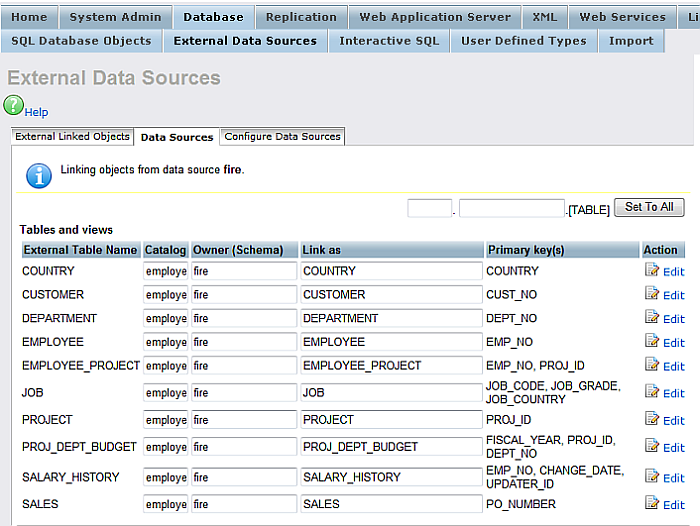 Home System Admin Database Replication Web Application Server XML Web Services Li
SQL Database Objects External Data Sources Interactive SQL User Defined Types Import
External Data Sources
Help
External Linked Objects Data Sources Configure Data Sources
Linking objects from data source fire.
. .[TABLE] Set To All
Tables and views
External Table Name Catalog Owner (Schema) Link as Primary key(s) Action
COUNTRY employe fire COUNTRY COUNTRY Edit
CUSTOMER employe fire CUSTOMER CUST_NO Edit
DEPARTMENT employe fire DEPARTMENT DEPT_NO Edit
EMPLOYEE employe fire EMPLOYEE EMP_NO Edit
EMPLOYEE_PROJECT employe fire EMPLOYEE_PROJECT EMP_NO, PROJ_ID Edit
JOB employe fire JOB JOB_CODE, JOB_GRADE, JOB_COUNTRY Edit
PROJECT employe fire PROJECT PROJ_ID Edit
PROJ_DEPT_BUDGET employe fire PROJ_DEPT_BUDGET FISCAL_YEAR, PROJ_ID, DEPT_NO Edit
SALARY_HISTORY employe fire SALARY_HISTORY EMP_NO, CHANGE_DATE, UPDATER_ID Edit
SALES employe fire SALES PO_NUMBER Edit